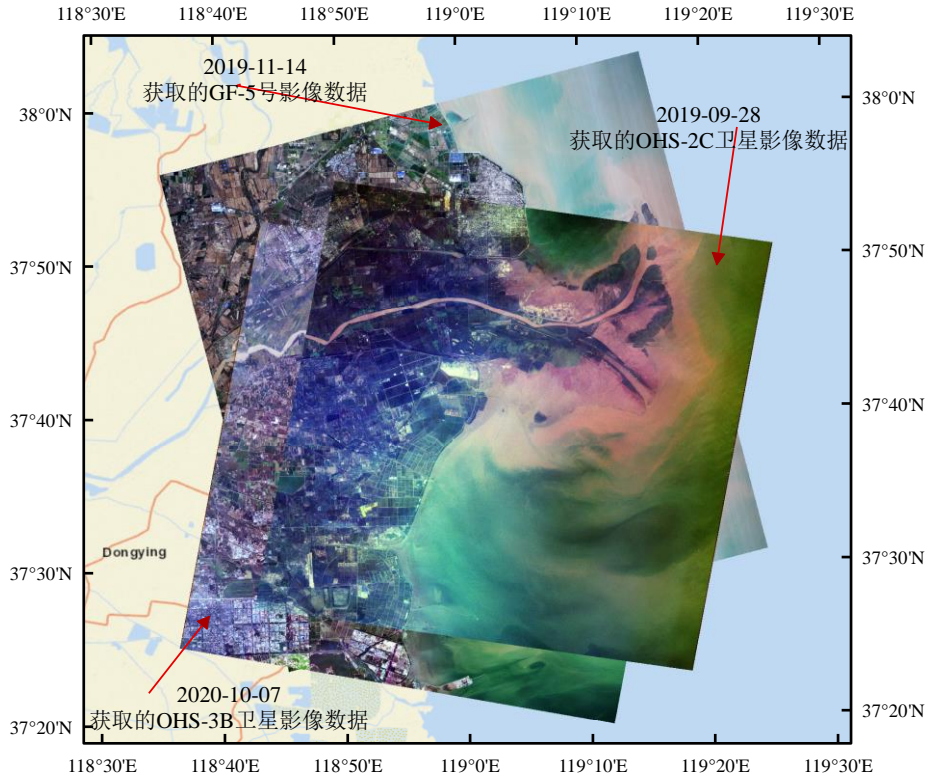 118°30'E 118°40'E 118°50'E 119°0'E 119°10'E 119°20'E 119°30'E
2019-11-14
获取的GF-5号影像数据
2019-09-28
获取的OHS-2C卫星影像数据
38°0'N 38°0'N
37°50'N 37°50'N
37°40'N 37°40'N
Dongying
37°30'N 37°30'N
2020-10-07
获取的OHS-3B卫星影像数据
37°20'N 37°20'N
118°30'E 118°40'E 118°50'E 119°0'E 119°10'E 119°20'E 119°30'E